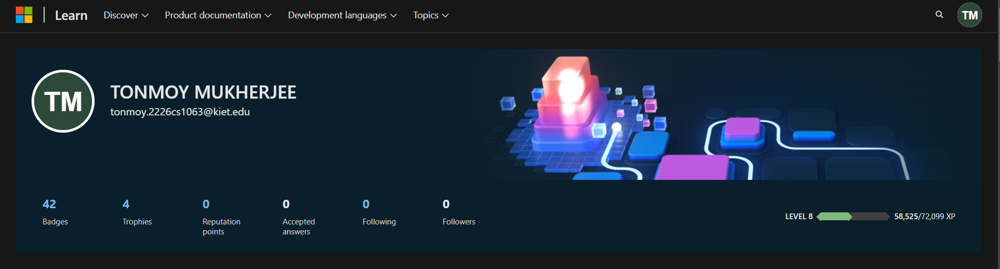 Learn Discover Product documentation Development languages Topics TM
TM
TONMOY MUKHERJEE
tonmoy.2226cs1063@kiet.edu
42 4 0 0 0 0
Badges Trophies Reputation points Accepted answers Following Followers
LEVEL 8 58,525/72,099 XP